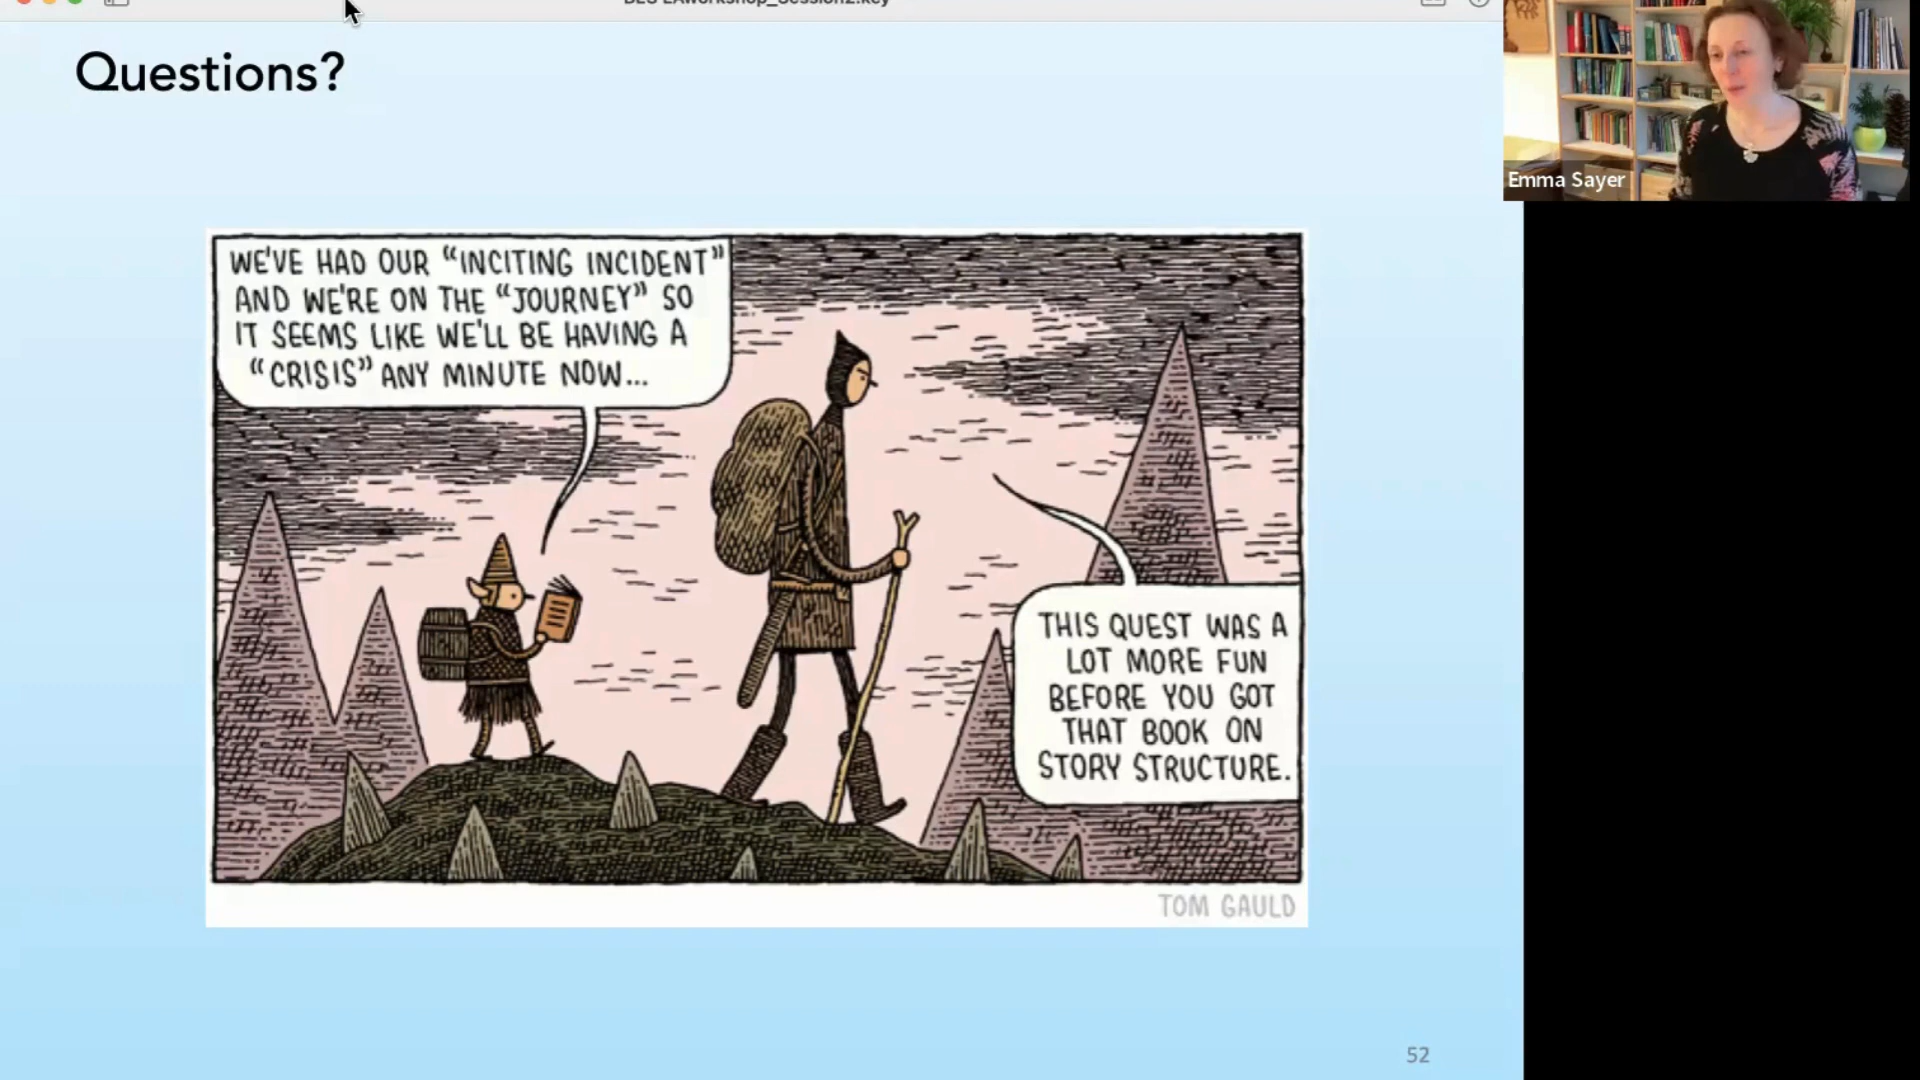 Questions?
Emma Sayer
WE'VE HAD OUR “INCITING INCIDENT”
AND WE'RE ON THE “JOURNEY” SO
IT SEEMS LIKE WE'LL BE HAVING A
“CRISIS” ANY MINUTE NOW...
THIS QUEST WAS A
LOT MORE FUN
BEFORE YOU GOT
THAT BOOK ON
STORY STRUCTURE.
TOM GAULD
52